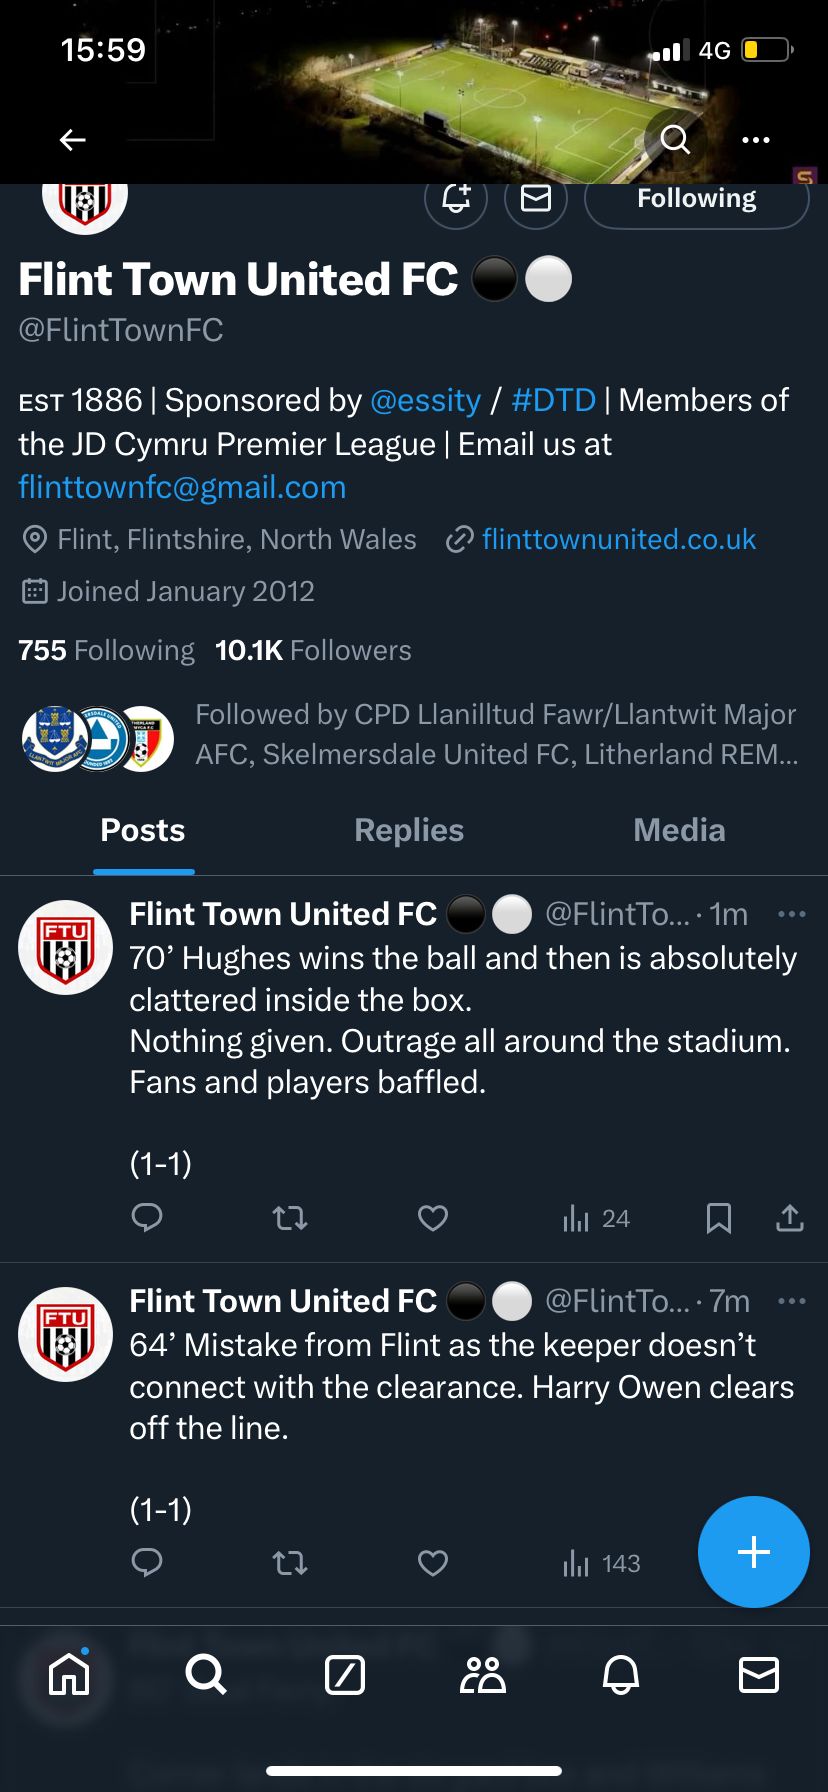 15:59
4G
Following
Flint Town United FC ⚫⚪
@FlintTownFC
EST 1886 | Sponsored by @essity / #DTD | Members of
the JD Cymru Premier League | Email us at
flinttownfc@gmail.com
Flint, Flintshire, North Wales flinttownunited.co.uk
Joined January 2012
755 Following 10.1K Followers
Followed by CPD Llanilltud Fawr/Llantwit Major
AFC, Skelmersdale United FC, Litherland REM...
Posts Replies Media
FTU
Flint Town United FC ⚫⚪ @FlintTo... · 1m
70’ Hughes wins the ball and then is absolutely
clattered inside the box.
Nothing given. Outrage all around the stadium.
Fans and players baffled.
(1-1)
24
FTU
Flint Town United FC ⚫⚪ @FlintTo... · 7m
64’ Mistake from Flint as the keeper doesn’t
connect with the clearance. Harry Owen clears
off the line.
(1-1)
143